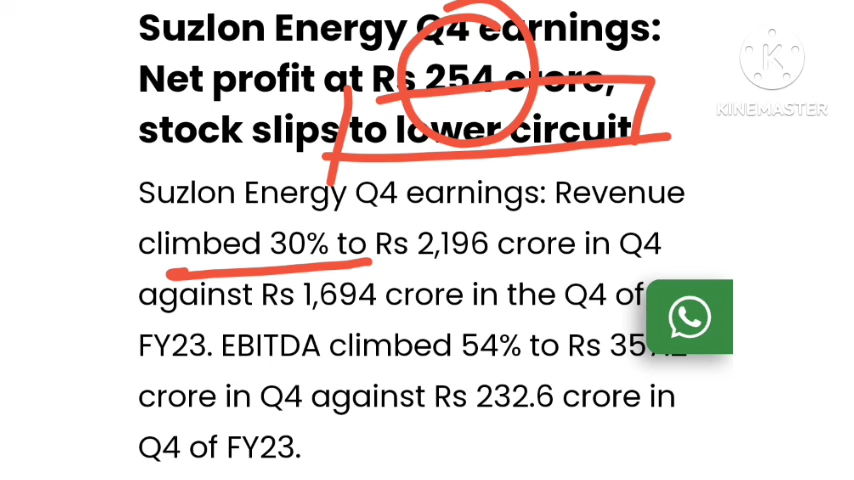 Suzlon Energy Q4 earnings:
Net profit at Rs 254 crore,
stock slips to lower circuit
Suzlon Energy Q4 earnings: Revenue
climbed 30% to Rs 2,196 crore in Q4
against Rs 1,694 crore in the Q4 of
FY23. EBITDA climbed 54% to Rs 357.2
crore in Q4 against Rs 232.6 crore in
Q4 of FY23.
K
KINEMASTER